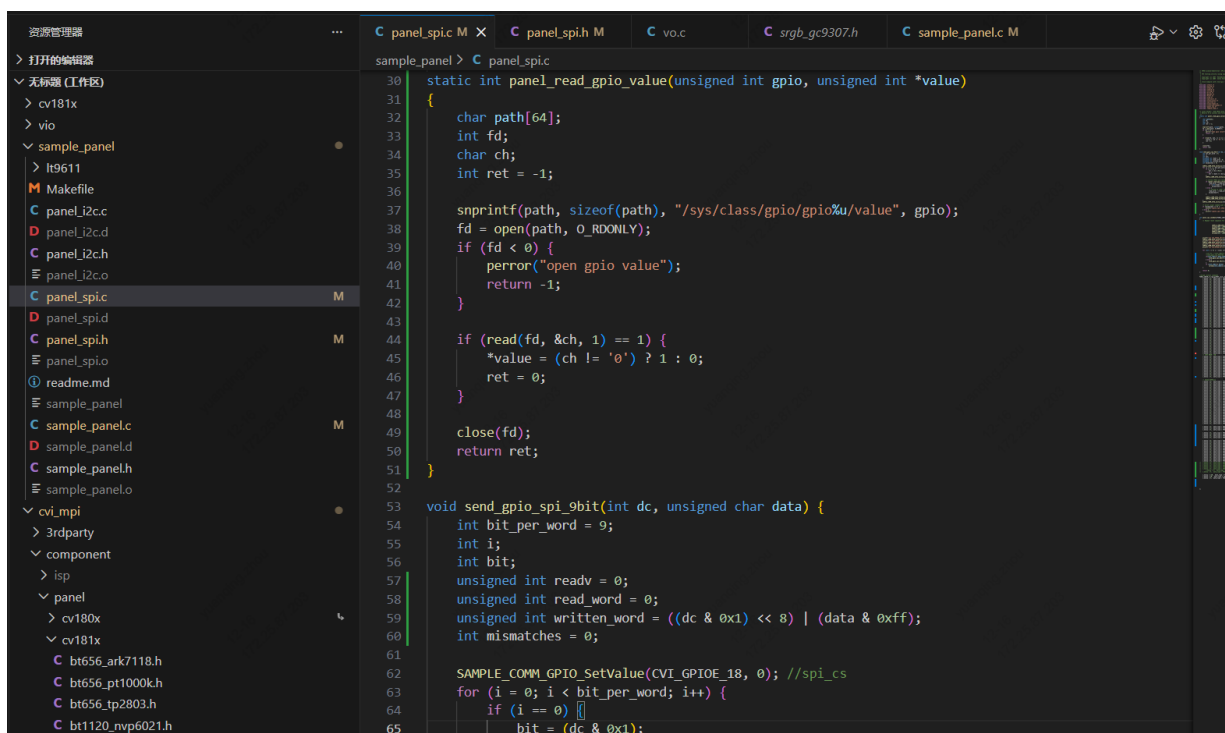 资源管理器
打开的编辑器
无标题 (工作区)
cv181x
vio
sample_panel
lt9611
M Makefile
C panel_i2c.c
D panel_i2c.d
C panel_i2c.h
panel_i2c.o
C panel_spi.c M
D panel_spi.d
C panel_spi.h M
panel_spi.o
readme.md
sample_panel
C sample_panel.c M
D sample_panel.d
C sample_panel.h
sample_panel.o
cvi_mpi
3rdparty
component
isp
panel
cv180x
cv181x
C bt656_ark7118.h
C bt656_pt1000k.h
C bt656_tp2803.h
C bt1120_nvp6021.h
C panel_spi.c M
C panel_spi.h M
C vo.c
C srgb_gc9307.h
C sample_panel.c M
sample_panel > C panel_spi.c
30 static int panel_read_gpio_value(unsigned int gpio, unsigned int *value)
31 {
32 char path[64];
33 int fd;
34 char ch;
35 int ret = -1;
36
37 snprintf(path, sizeof(path), "/sys/class/gpio/gpio%u/value", gpio);
38 fd = open(path, O_RDONLY);
39 if (fd < 0) {
40 perror("open gpio value");
41 return -1;
42 }
43
44 if (read(fd, &ch, 1) == 1) {
45 *value = (ch != '0') ? 1 : 0;
46 ret = 0;
47 }
48
49 close(fd);
50 return ret;
51 }
52
53 void send_gpio_spi_9bit(int dc, unsigned char data) {
54 int bit_per_word = 9;
55 int i;
56 int bit;
57 unsigned int readv = 0;
58 unsigned int read_word = 0;
59 unsigned int written_word = ((dc & 0x1) << 8) | (data & 0xff);
60 int mismatches = 0;
61
62 SAMPLE_COMM_GPIO_SetValue(CVI_GPIOE_18, 0); //spi_cs
63 for (i = 0; i < bit_per_word; i++) {
64 if (i == 0) {
65 bit = (dc & 0x1);